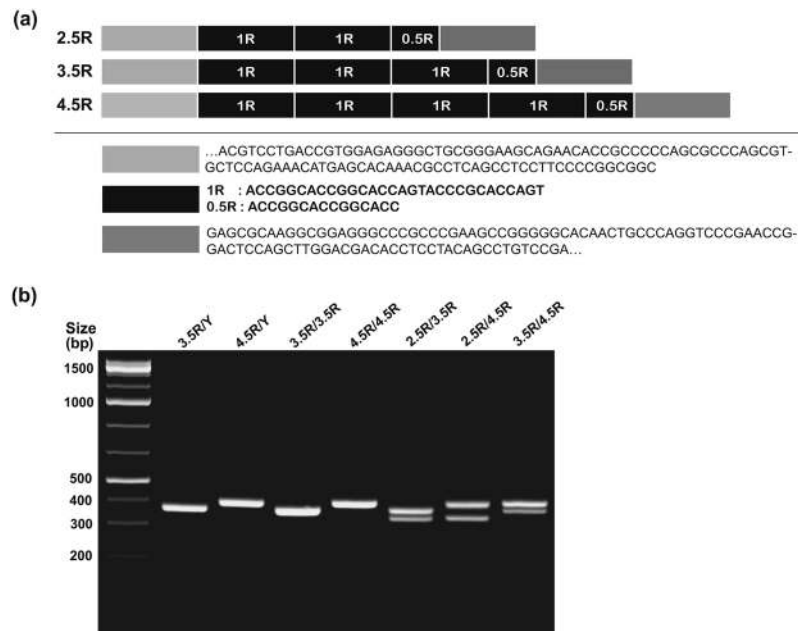 (a)
2.5R 1R 1R 0.5R
3.5R 1R 1R 1R 0.5R
4.5R 1R 1R 1R 1R 0.5R
...ACGTCCTGACCGTGGAGAGGGCTGCGGGAAGCAGAACACCGCCCCCAGCGCCCAGCGT-
GCTCCAGAAACATGAGCACAAACGCCTCAGCCTCCTTCCCCGGCGGC
1R : ACCGGCACCGGCACCAGTACCCGCACCAGT
0.5R : ACCGGCACCGGCACC
GAGCGCAAGGCGGAGGGCCCGCCCGAAGCCGGGGGCACAACTGCCCAGGTCCCGAACCG-
GACTCCAGCTTGGACGACACCTCCTACAGCCTGTCCGA...
(b)
Size
(bp)
3.5R/Y 4.5R/Y 3.5R/3.5R 4.5R/4.5R 2.5R/3.5R 2.5R/4.5R 3.5R/4.5R
1500
1000
500
400
300
200